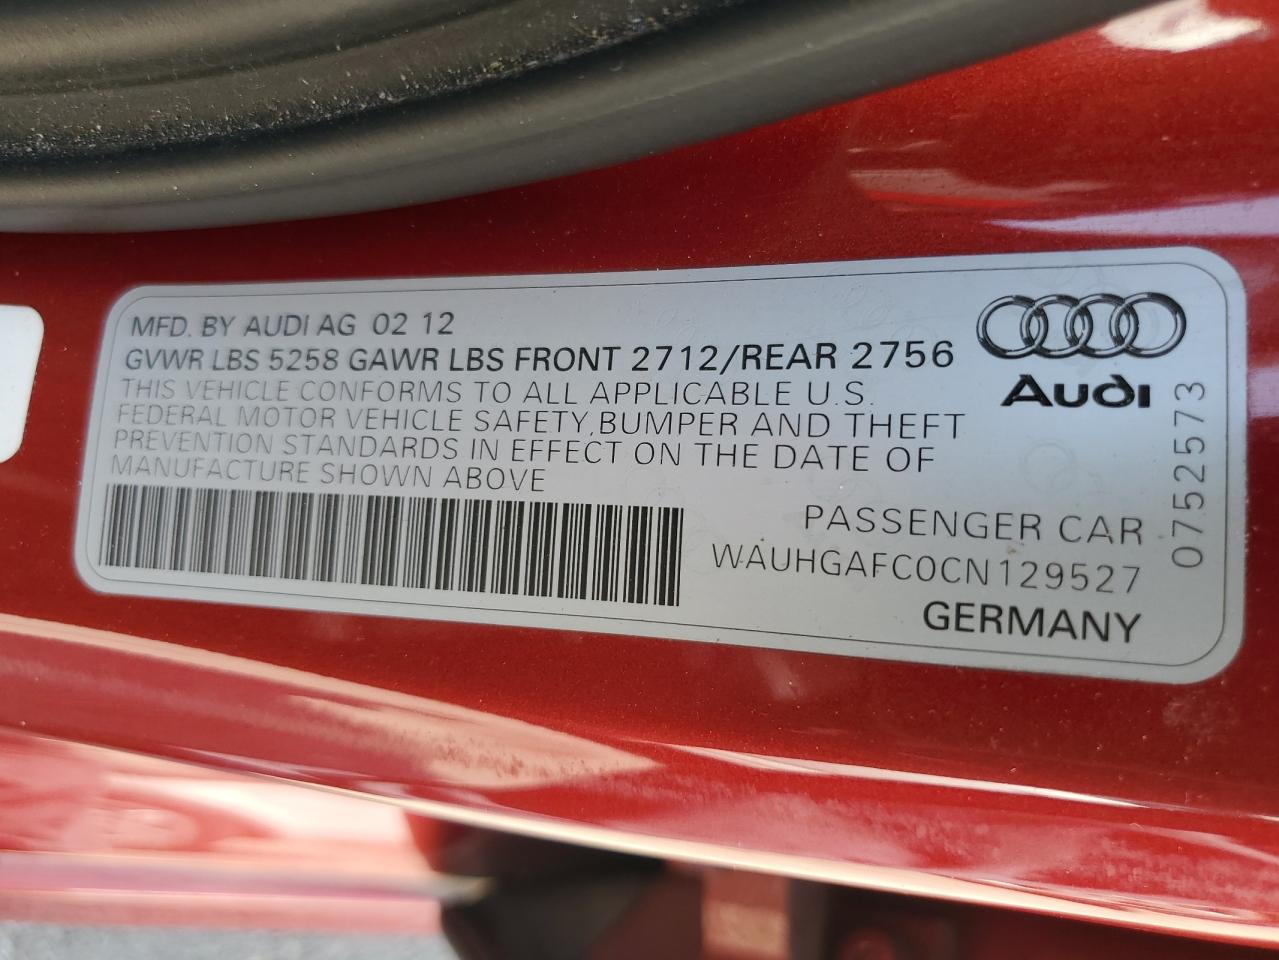 MFD. BY AUDI AG 02 12
GVWR LBS 5258 GAWR LBS FRONT 2712/REAR 2756
THIS VEHICLE CONFORMS TO ALL APPLICABLE U.S.
FEDERAL MOTOR VEHICLE SAFETY, BUMPER AND THEFT
PREVENTION STANDARDS IN EFFECT ON THE DATE OF
MANUFACTURE SHOWN ABOVE
Audi
PASSENGER CAR
WAUHGAFC0CN129527
GERMANY
0752573